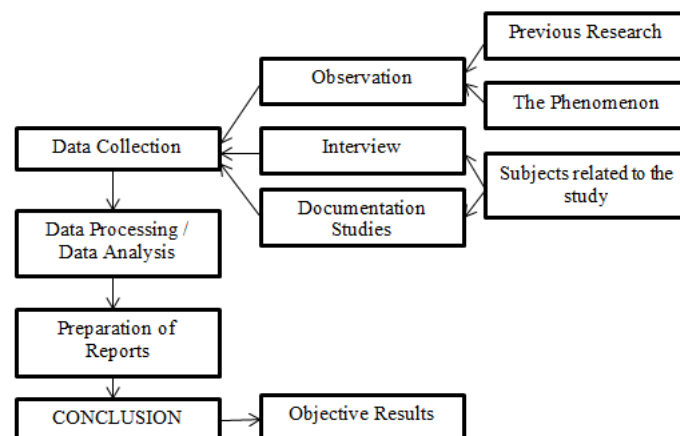 Previous Research
Observation
The Phenomenon
Data Collection
Interview
Subjects related to the
study
Documentation
Studies
Data Processing /
Data Analysis
Preparation of
Reports
CONCLUSION
Objective Results